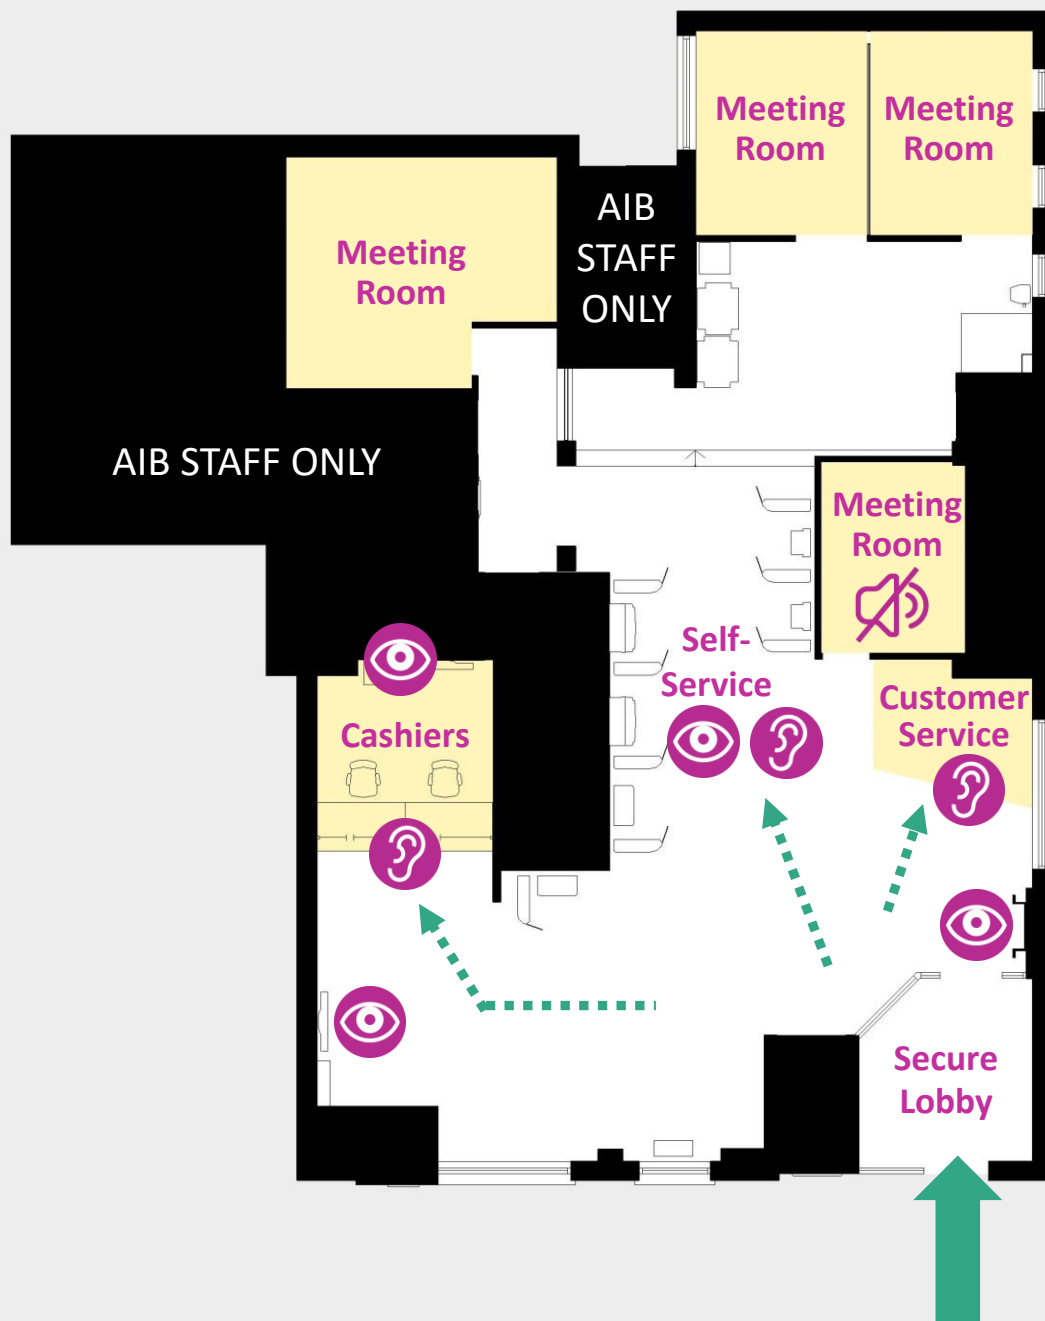 Meeting
Room
Meeting
Room
AIB
STAFF
ONLY
Meeting
Room
AIB STAFF ONLY
Meeting
Room
Self-
Service
Customer
Service
Cashiers
Secure
Lobby